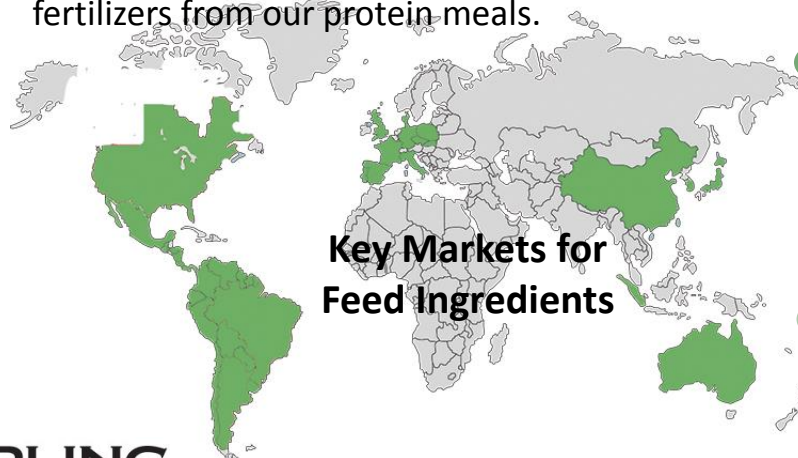 fertilizers from our protein meals.
Key Markets for
Feed Ingredients